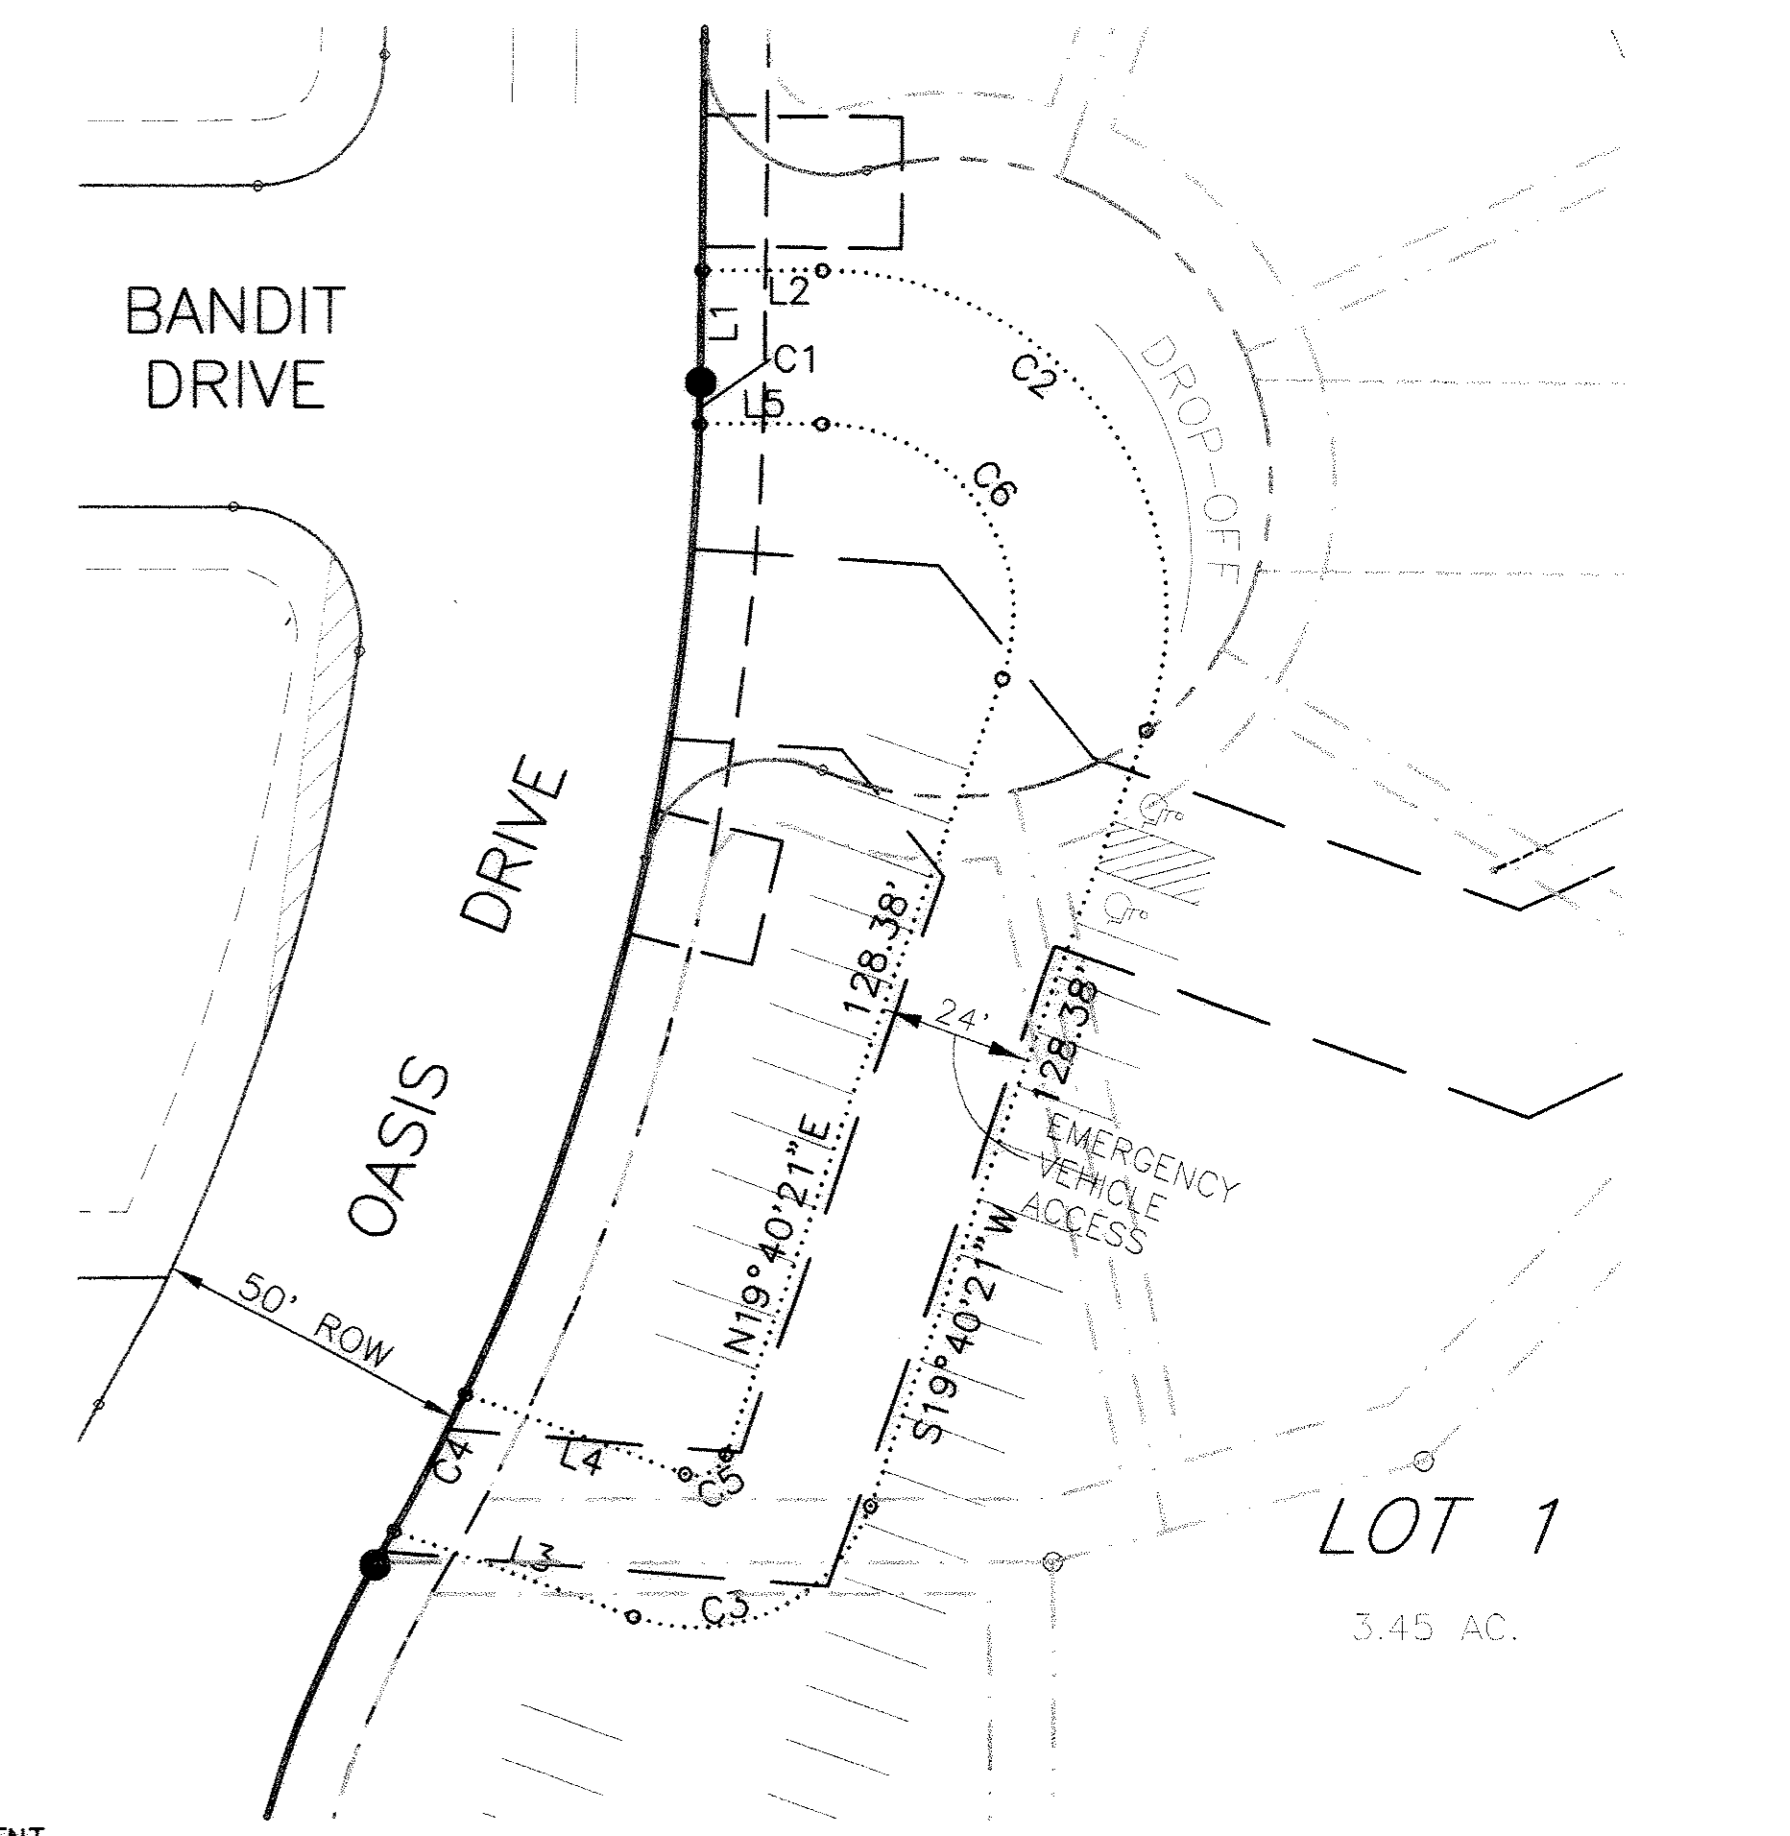 BANDIT
DRIVE
L2
L1
C1
L5
C2
DROP-OFF
C6
OASIS DRIVE
128.38'
N19°40'21"E
24'
128.38'
S19°40'21"W
EMERGENCY
VEHICLE
ACCESS
50' ROW
C4
L4
C5
L3
C3
LOT 1
3.45 AC.